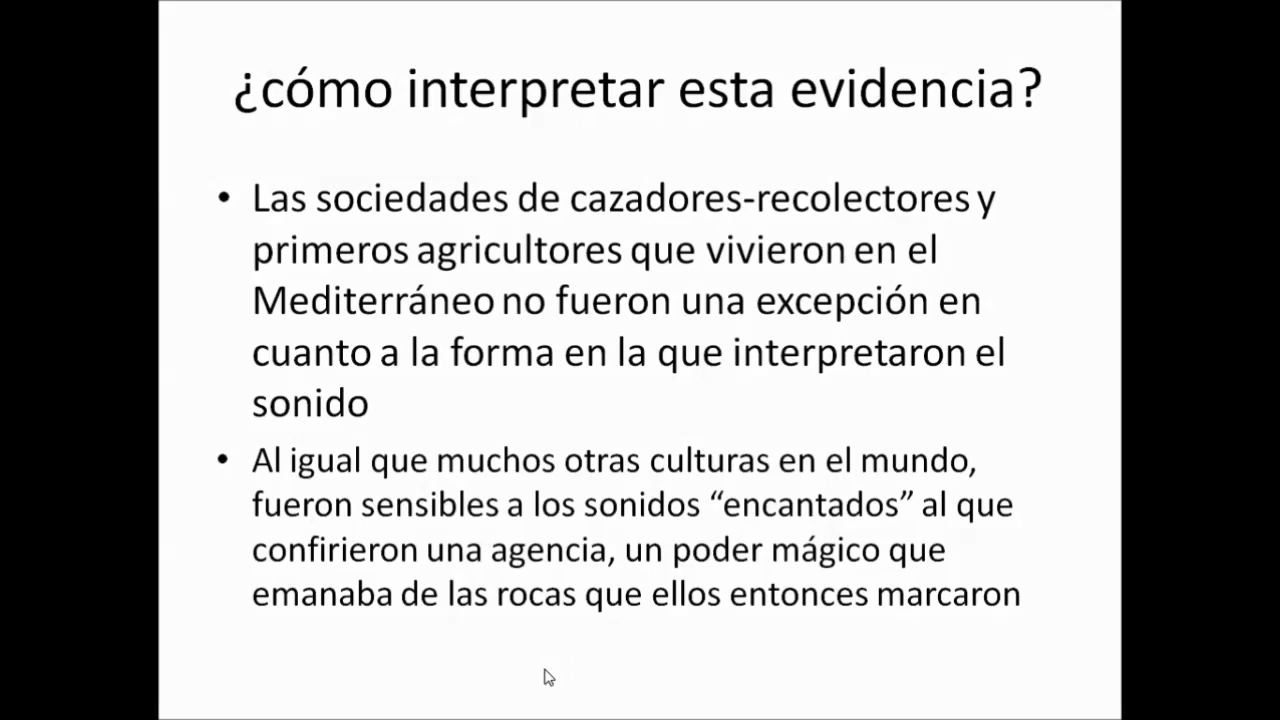 ¿cómo interpretar esta evidencia?
• Las sociedades de cazadores-recolectores y
primeros agricultores que vivieron en el
Mediterráneo no fueron una excepción en
cuanto a la forma en la que interpretaron el
sonido
• Al igual que muchos otras culturas en el mundo,
fueron sensibles a los sonidos “encantados” al que
confirieron una agencia, un poder mágico que
emanaba de las rocas que ellos entonces marcaron